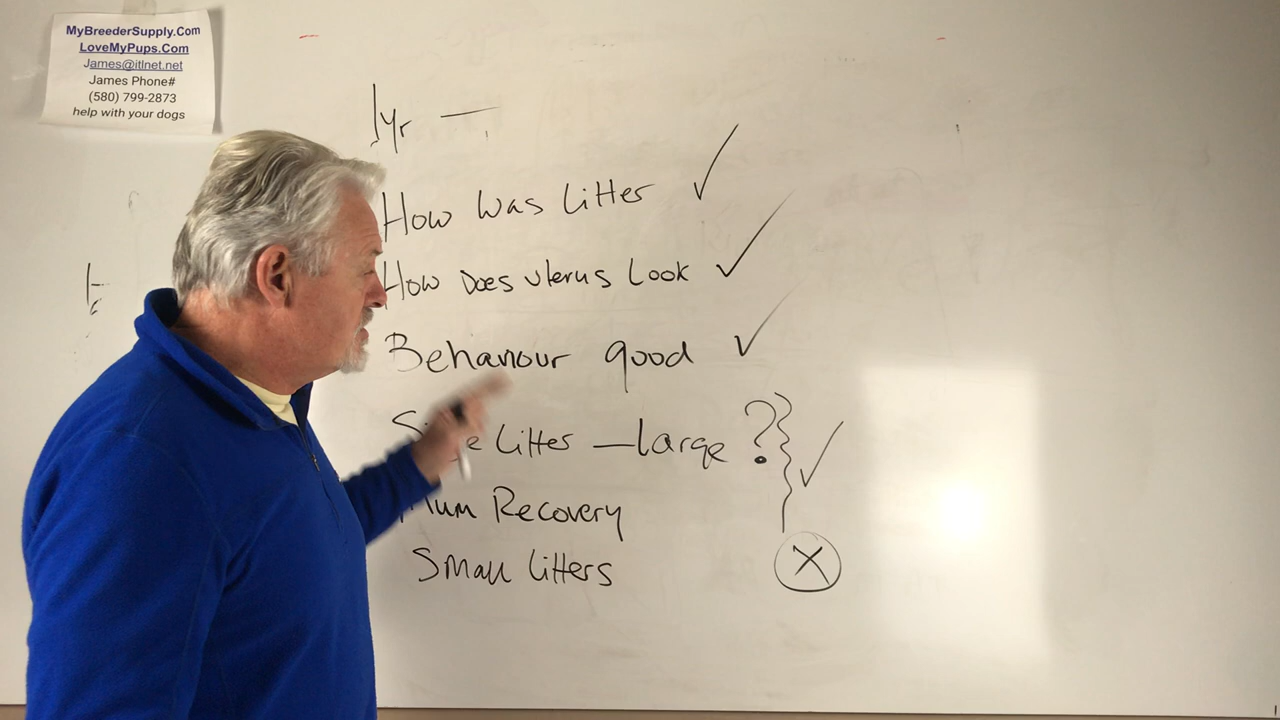 MyBreederSupply.Com
LoveMyPups.Com
James@itlnet.net
James Phone#
(580) 799-2873
help with your dogs
1yr —
How Was Litter ✓
How Does uterus Look ✓
Behaviour good ✓
Litter — large ? ✓
Mum Recovery
Small Litters X